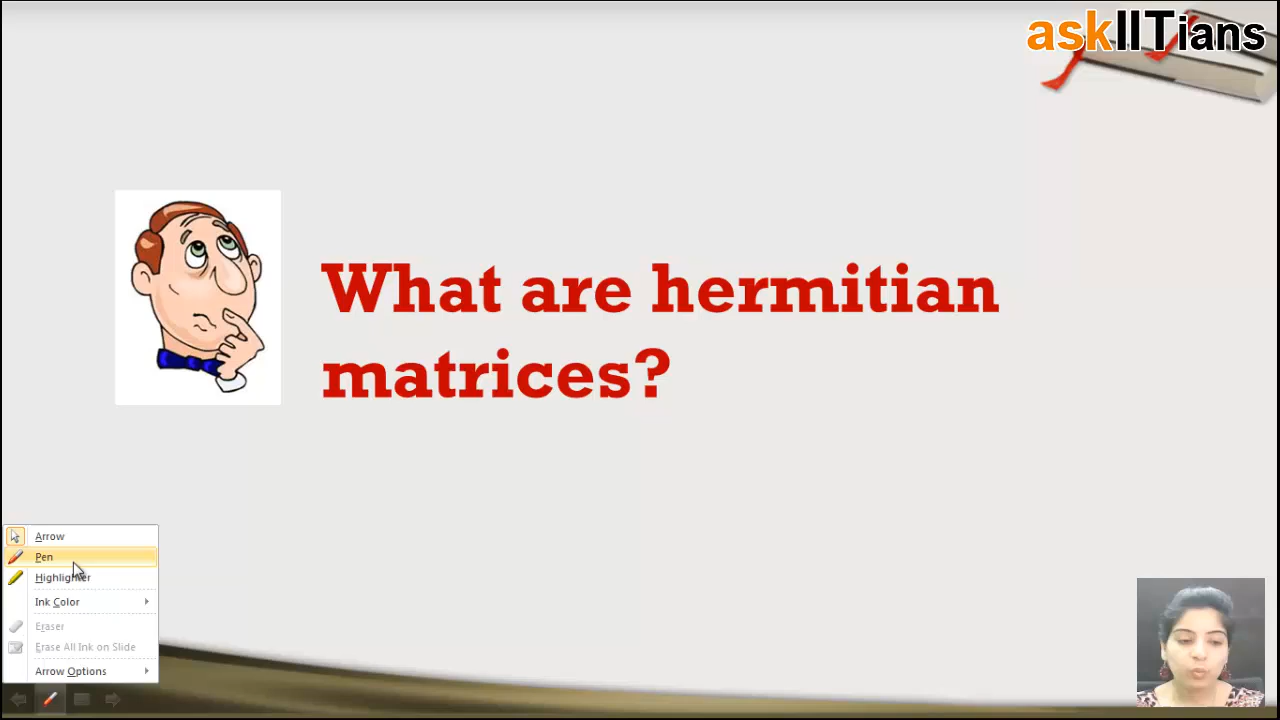 askIITians
What are hermitian
matrices?
Arrow
Pen
Highlighter
Ink Color
Eraser
Erase All Ink on Slide
Arrow Options